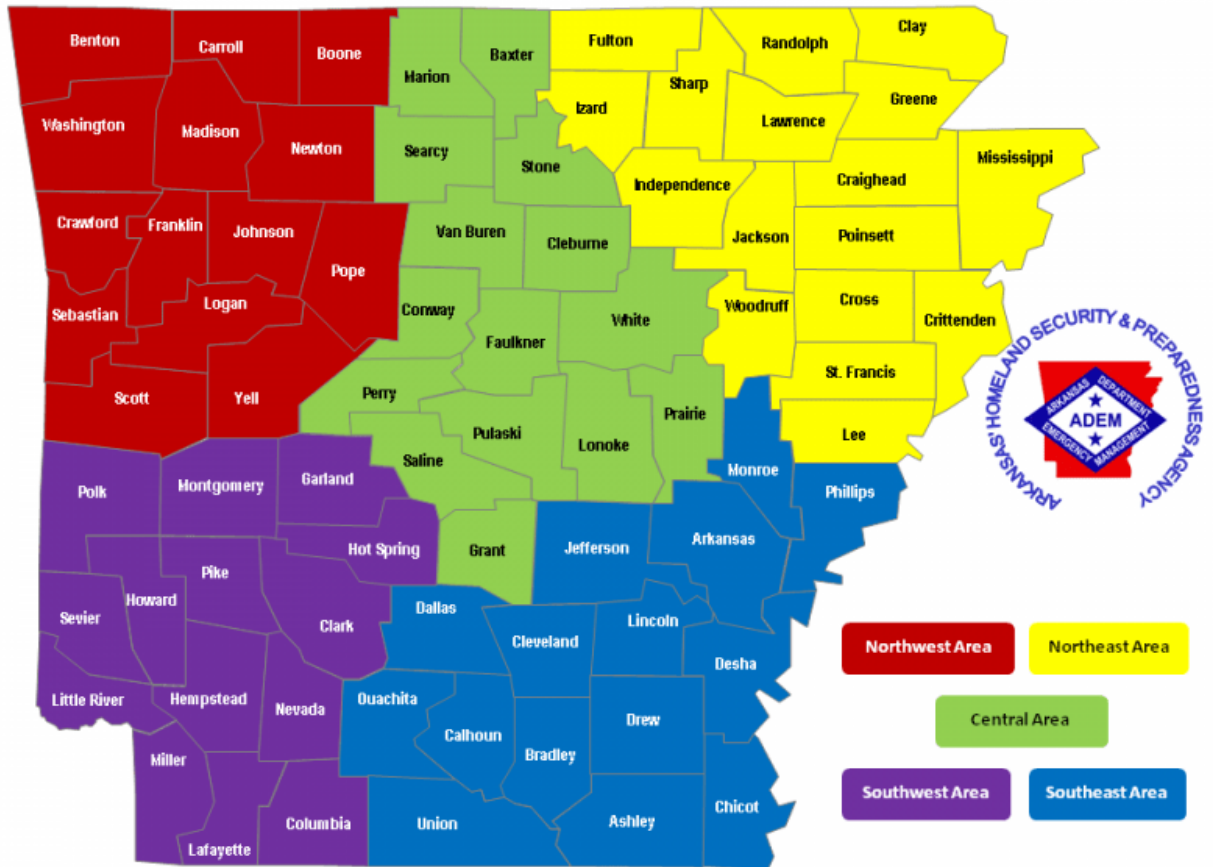 Benton
Carroll
Boone
Marion
Baxter
Fulton
Sharp
Randolph
Clay
Washington
Madison
Newton
Searcy
Stone
Izard
Lawrence
Greene
Mississippi
Independence
Craighead
Crawford
Franklin
Johnson
Pope
Van Buren
Cleburne
Jackson
Poinsett
Sebastian
Logan
Conway
Faulkner
White
Woodruff
Cross
Crittenden
Scott
Yell
Perry
Pulaski
Lonoke
Prairie
St. Francis
Lee
Saline
Monroe
Phillips
Polk
Montgomery
Garland
Hot Spring
Grant
Jefferson
Arkansas
Sevier
Howard
Pike
Clark
Dallas
Cleveland
Lincoln
Desha
Little River
Hempstead
Nevada
Ouachita
Calhoun
Bradley
Drew
Miller
Lafayette
Columbia
Union
Ashley
Chicot
ARKANSAS' HOMELAND SECURITY & PREPAREDNESS AGENCY
ARKANSAS DEPARTMENT
ADEM
EMERGENCY MANAGEMENT
Northwest Area
Northeast Area
Central Area
Southwest Area
Southeast Area